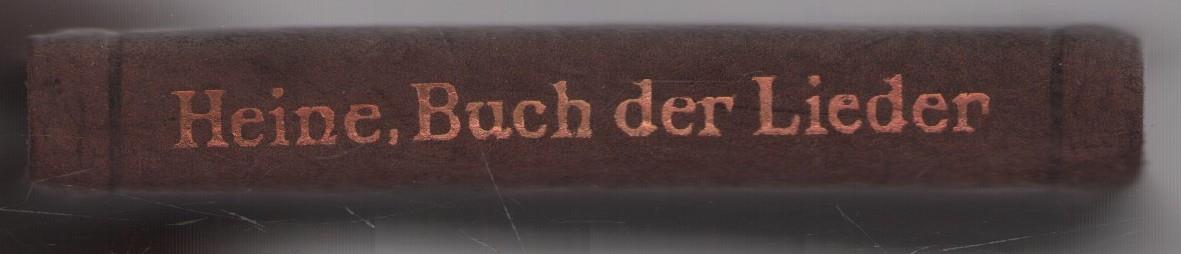 Heine, Buch der Lieder